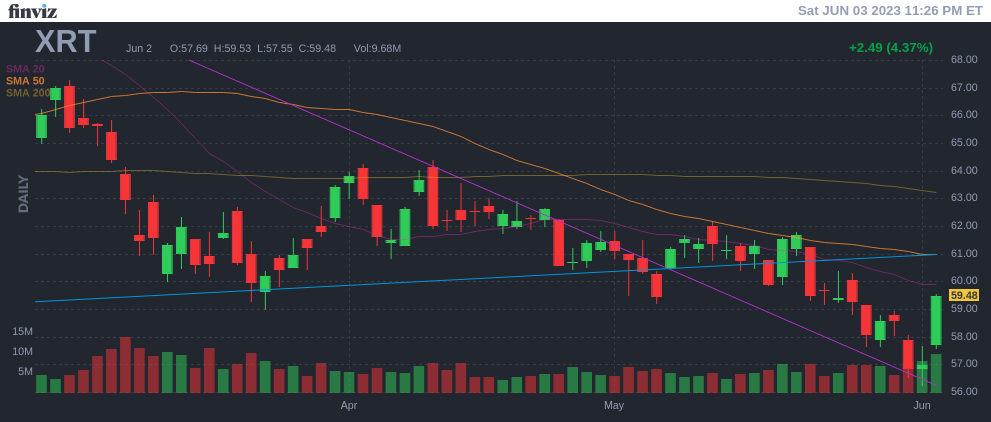 finviz
Sat JUN 03 2023 11:26 PM ET
XRT
Jun 2 O:57.69 H:59.53 L:57.55 C:59.48 Vol:9.68M
+2.49 (4.37%)
SMA 20
SMA 50
SMA 200
DAILY
68.00
67.00
66.00
65.00
64.00
63.00
62.00
61.00
60.00
59.48
59.00
58.00
57.00
56.00
15M
10M
5M
Apr May Jun